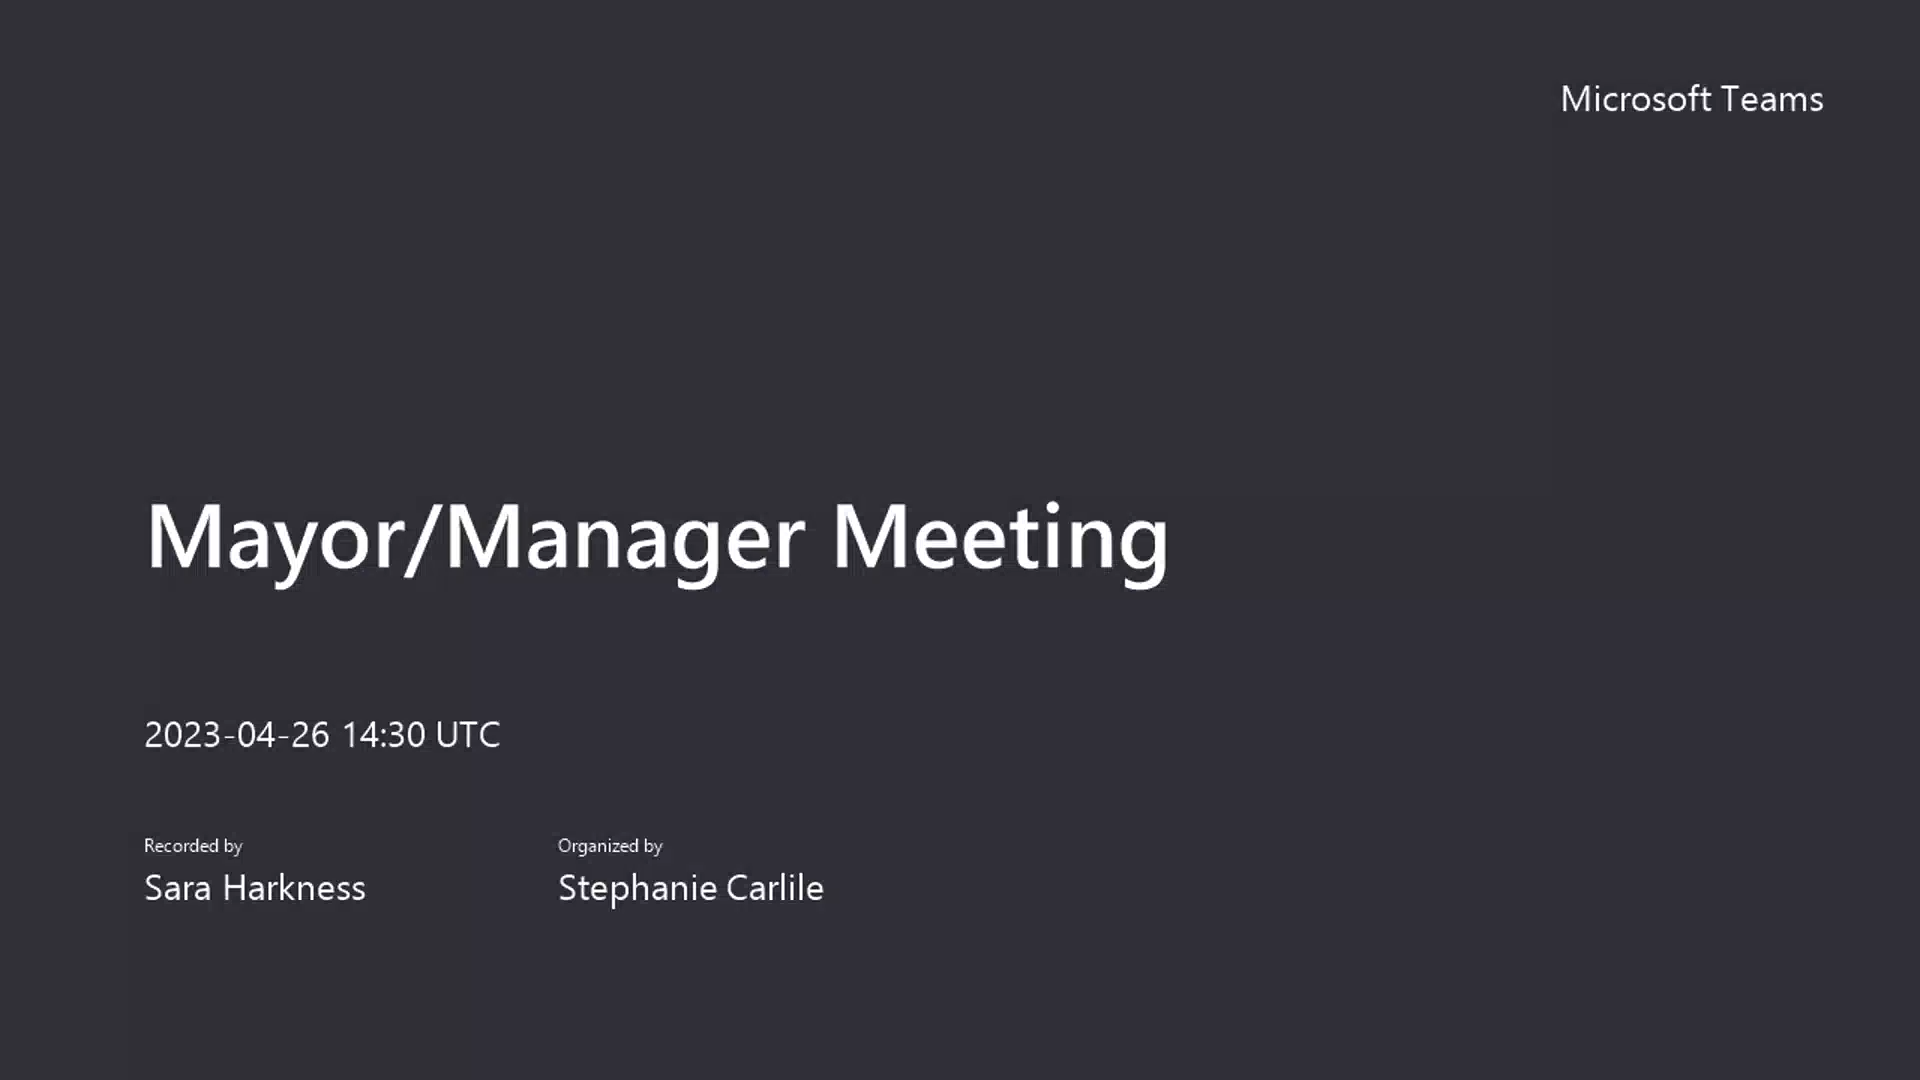 Microsoft Teams
Mayor/Manager Meeting
2023-04-26 14:30 UTC
Recorded by
Sara Harkness
Organized by
Stephanie Carlile